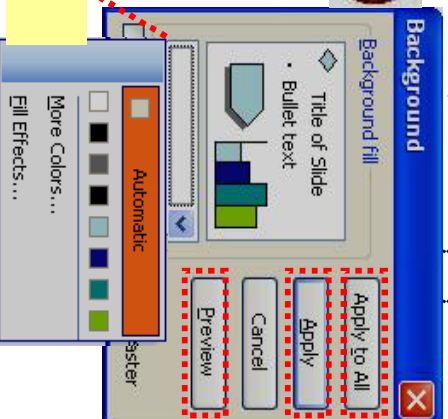 Background
Background fill
Title of Slide
• Bullet text
Apply to All
Apply
Cancel
Preview
Automatic
More Colors...
Fill Effects...